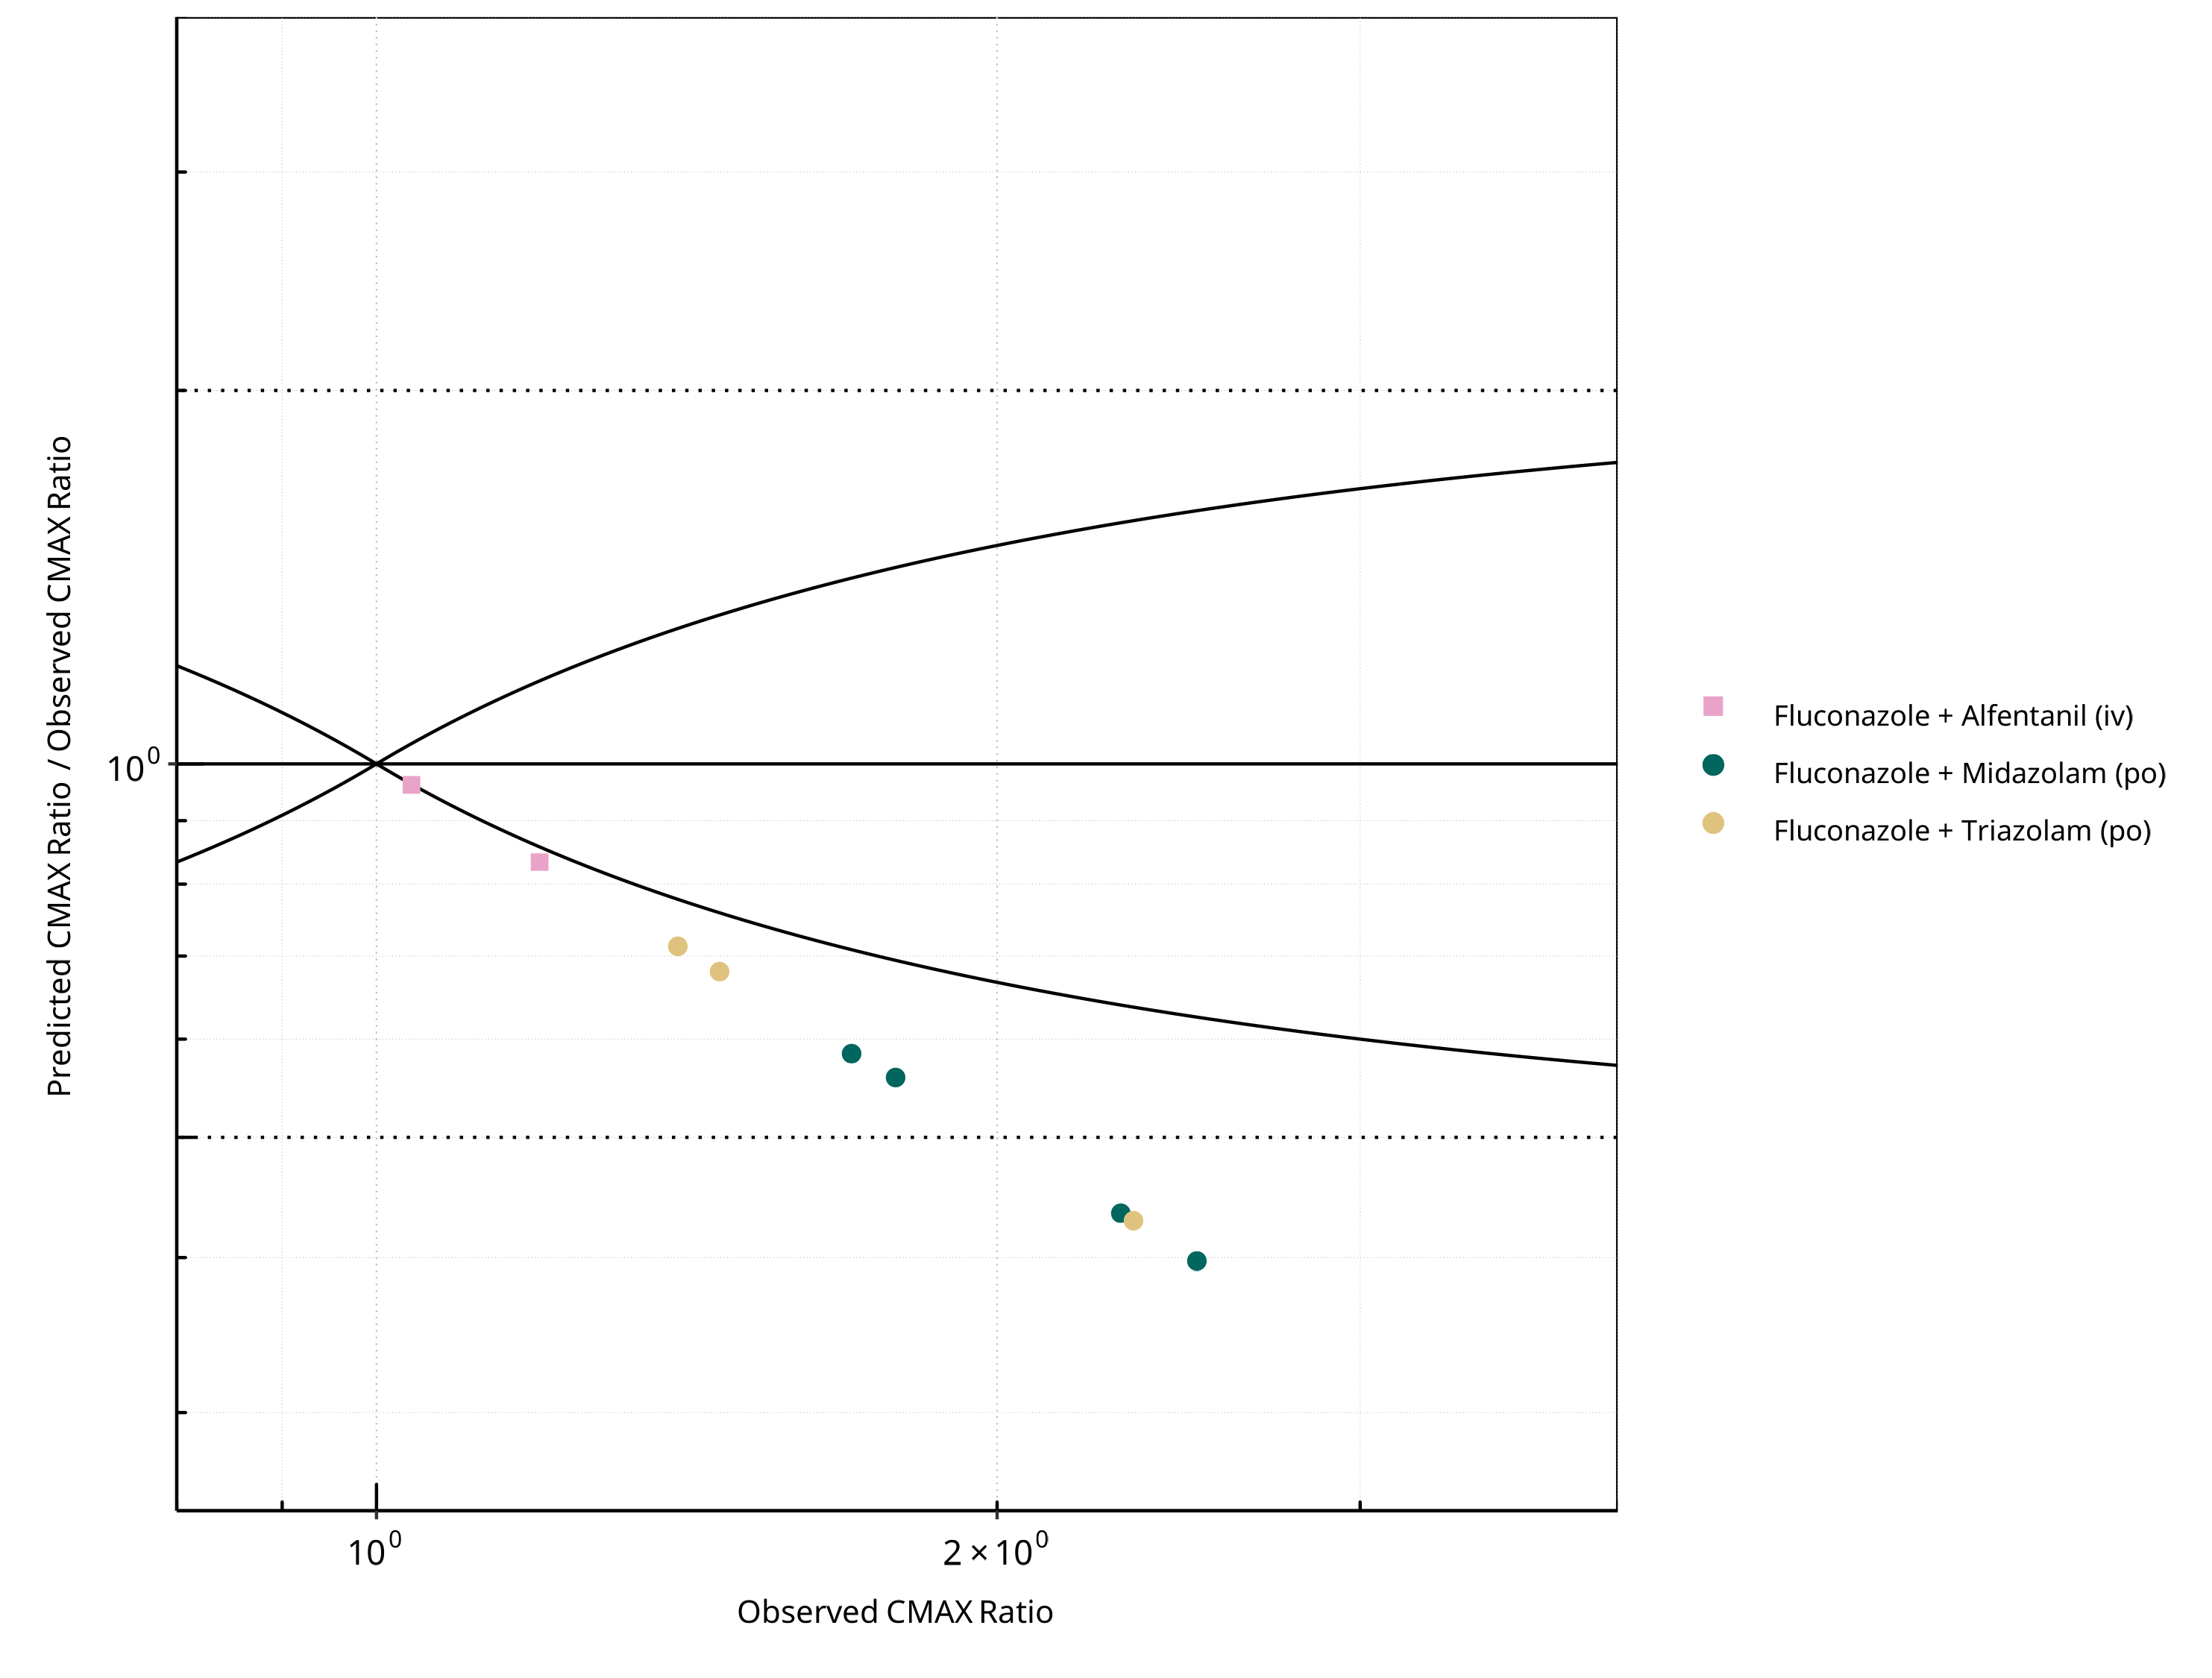 Predicted CMAX Ratio / Observed CMAX Ratio
10⁰
10⁰
2 × 10⁰
Observed CMAX Ratio
Fluconazole + Alfentanil (iv)
Fluconazole + Midazolam (po)
Fluconazole + Triazolam (po)